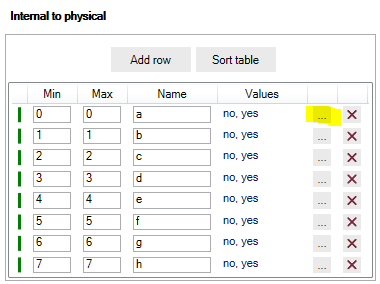 Internal to physical
Add row Sort table
Min Max Name Values
0 0 a no, yes ...
1 1 b no, yes ...
2 2 c no, yes ...
3 3 d no, yes ...
4 4 e no, yes ...
5 5 f no, yes ...
6 6 g no, yes ...
7 7 h no, yes ...